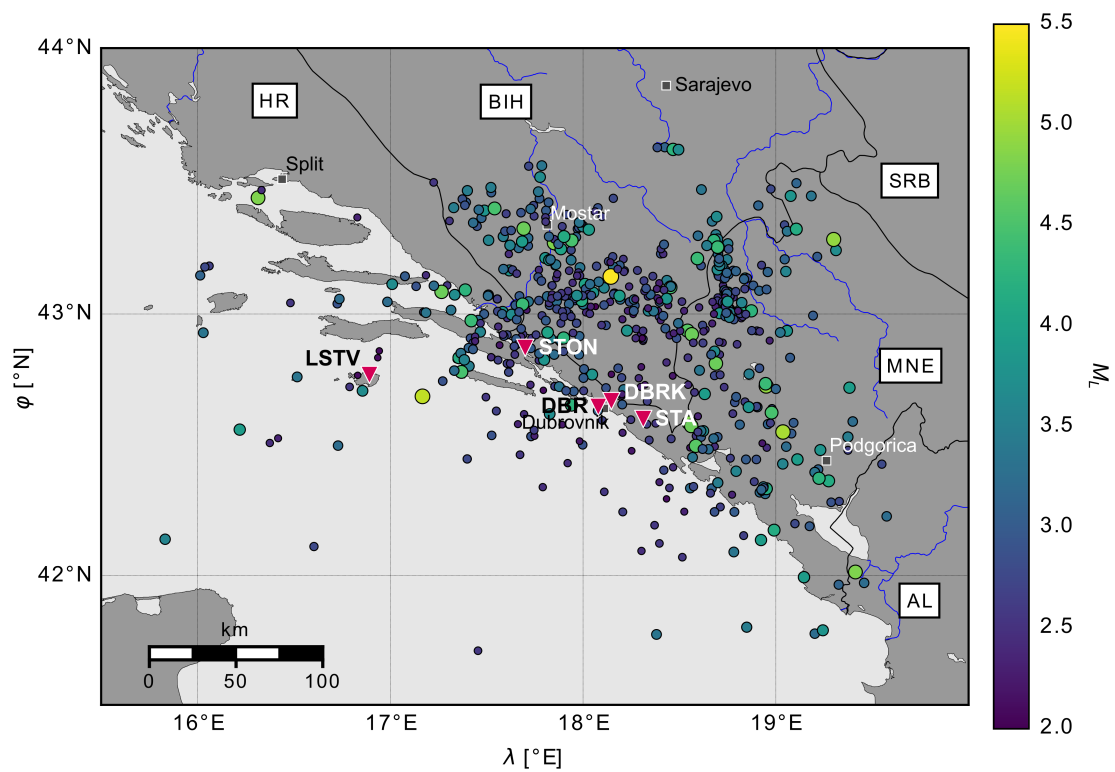 44°N
43°N
42°N
φ [°N]
HR
BIH
Sarajevo
Split
SRB
Mostar
STON
LSTV
MNE
DBRK
DBR
STA
Dubrovnik
Podgorica
AL
km
0 50 100
16°E 17°E 18°E 19°E
λ [°E]
5.5
5.0
4.5
4.0
3.5
3.0
2.5
2.0
M_L